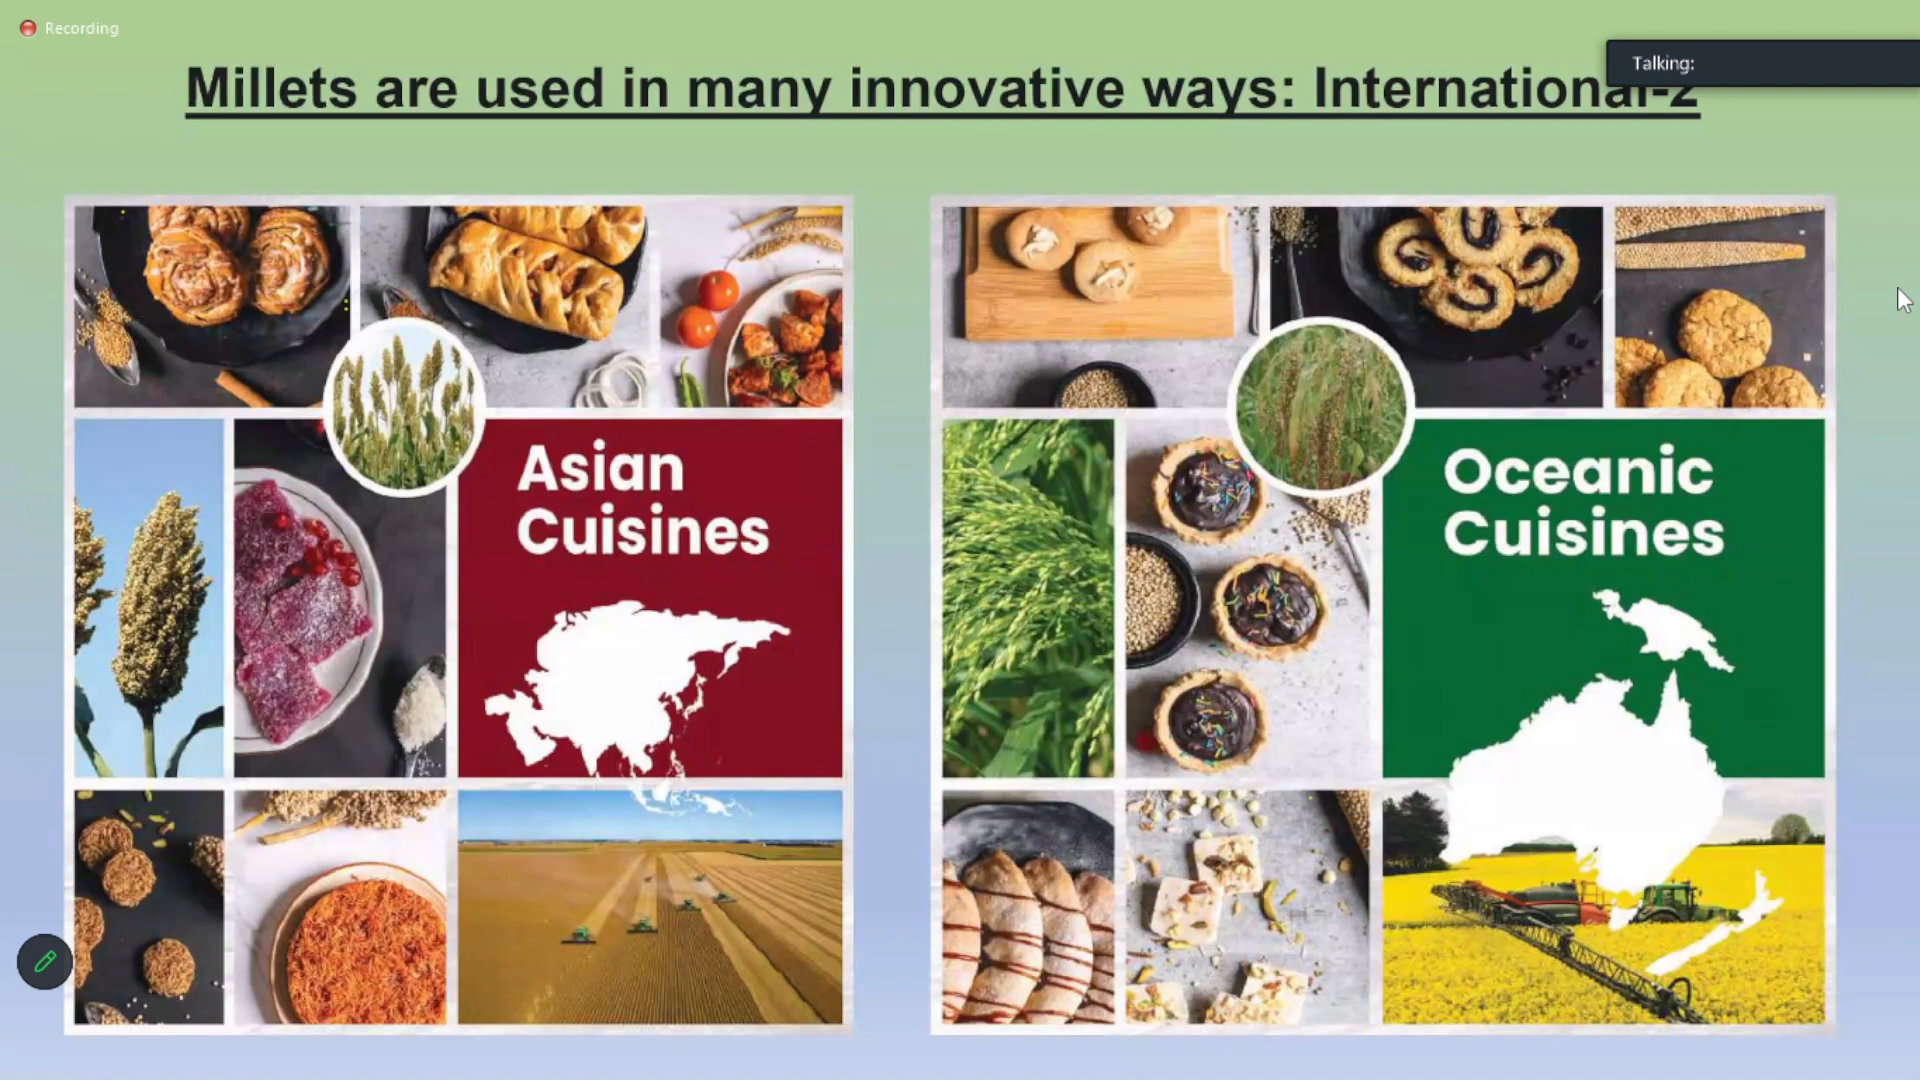 Recording
Talking:
Millets are used in many innovative ways: International-2
Asian
Cuisines
Oceanic
Cuisines